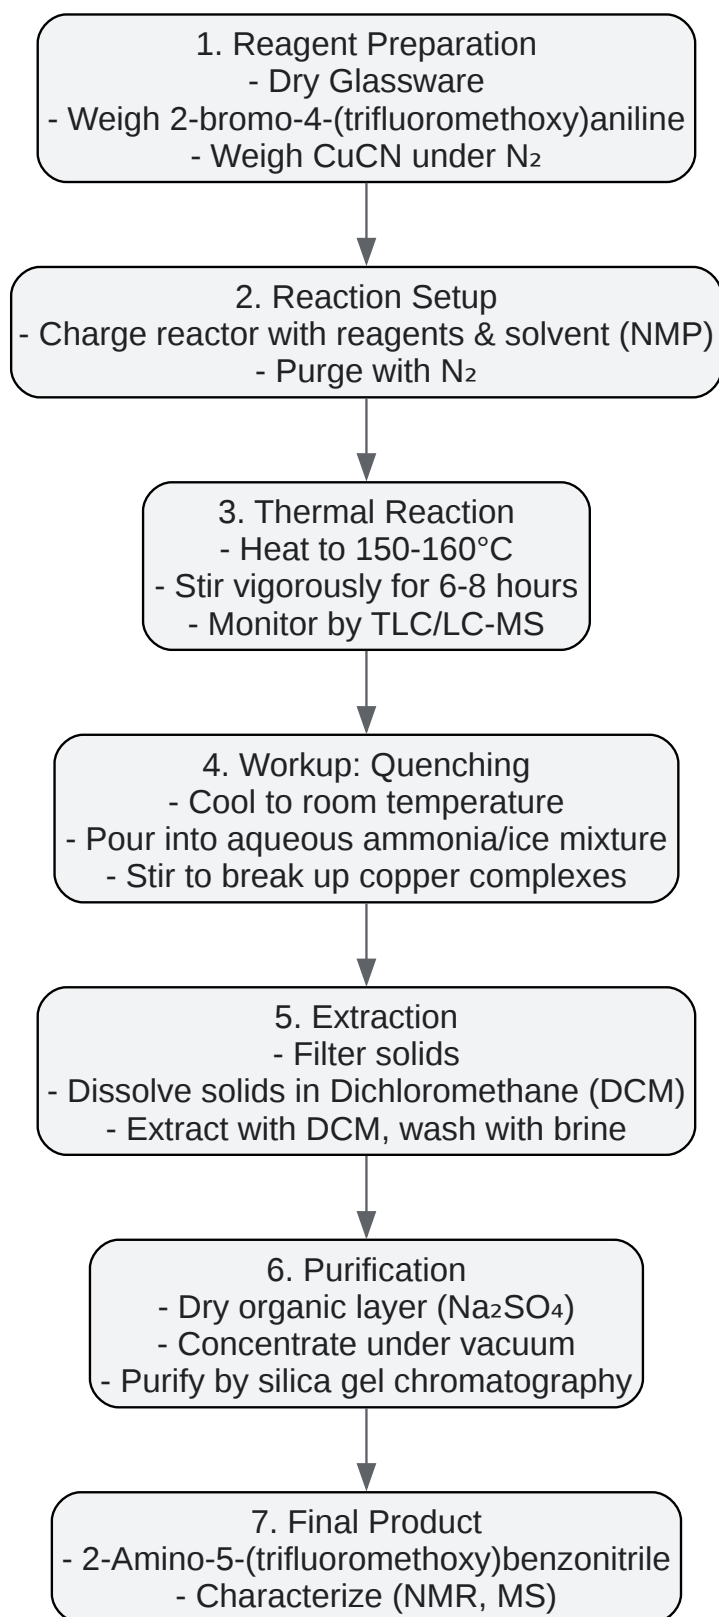 1. Reagent Preparation
- Dry Glassware
- Weigh 2-bromo-4-(trifluoromethoxy)aniline
- Weigh CuCN under N₂
2. Reaction Setup
- Charge reactor with reagents & solvent (NMP)
- Purge with N₂
3. Thermal Reaction
- Heat to 150-160°C
- Stir vigorously for 6-8 hours
- Monitor by TLC/LC-MS
4. Workup: Quenching
- Cool to room temperature
- Pour into aqueous ammonia/ice mixture
- Stir to break up copper complexes
5. Extraction
- Filter solids
- Dissolve solids in Dichloromethane (DCM)
- Extract with DCM, wash with brine
6. Purification
- Dry organic layer (Na₂SO₄)
- Concentrate under vacuum
- Purify by silica gel chromatography
7. Final Product
- 2-Amino-5-(trifluoromethoxy)benzonitrile
- Characterize (NMR, MS)